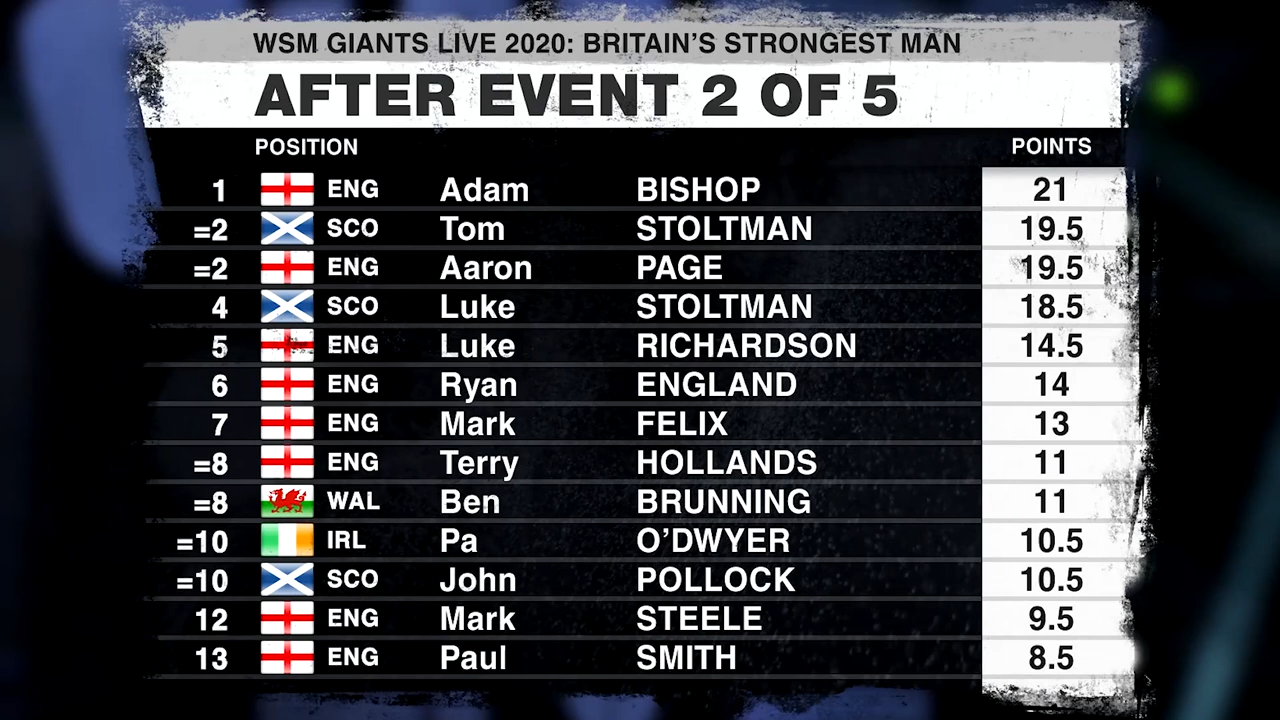 WSM GIANTS LIVE 2020: BRITAIN'S STRONGEST MAN
AFTER EVENT 2 OF 5
POSITION POINTS
1 ENG Adam BISHOP 21
=2 SCO Tom STOLTMAN 19.5
=2 ENG Aaron PAGE 19.5
4 SCO Luke STOLTMAN 18.5
5 ENG Luke RICHARDSON 14.5
6 ENG Ryan ENGLAND 14
7 ENG Mark FELIX 13
=8 ENG Terry HOLLANDS 11
=8 WAL Ben BRUNNING 11
=10 IRL Pa O'DWYER 10.5
=10 SCO John POLLOCK 10.5
12 ENG Mark STEELE 9.5
13 ENG Paul SMITH 8.5